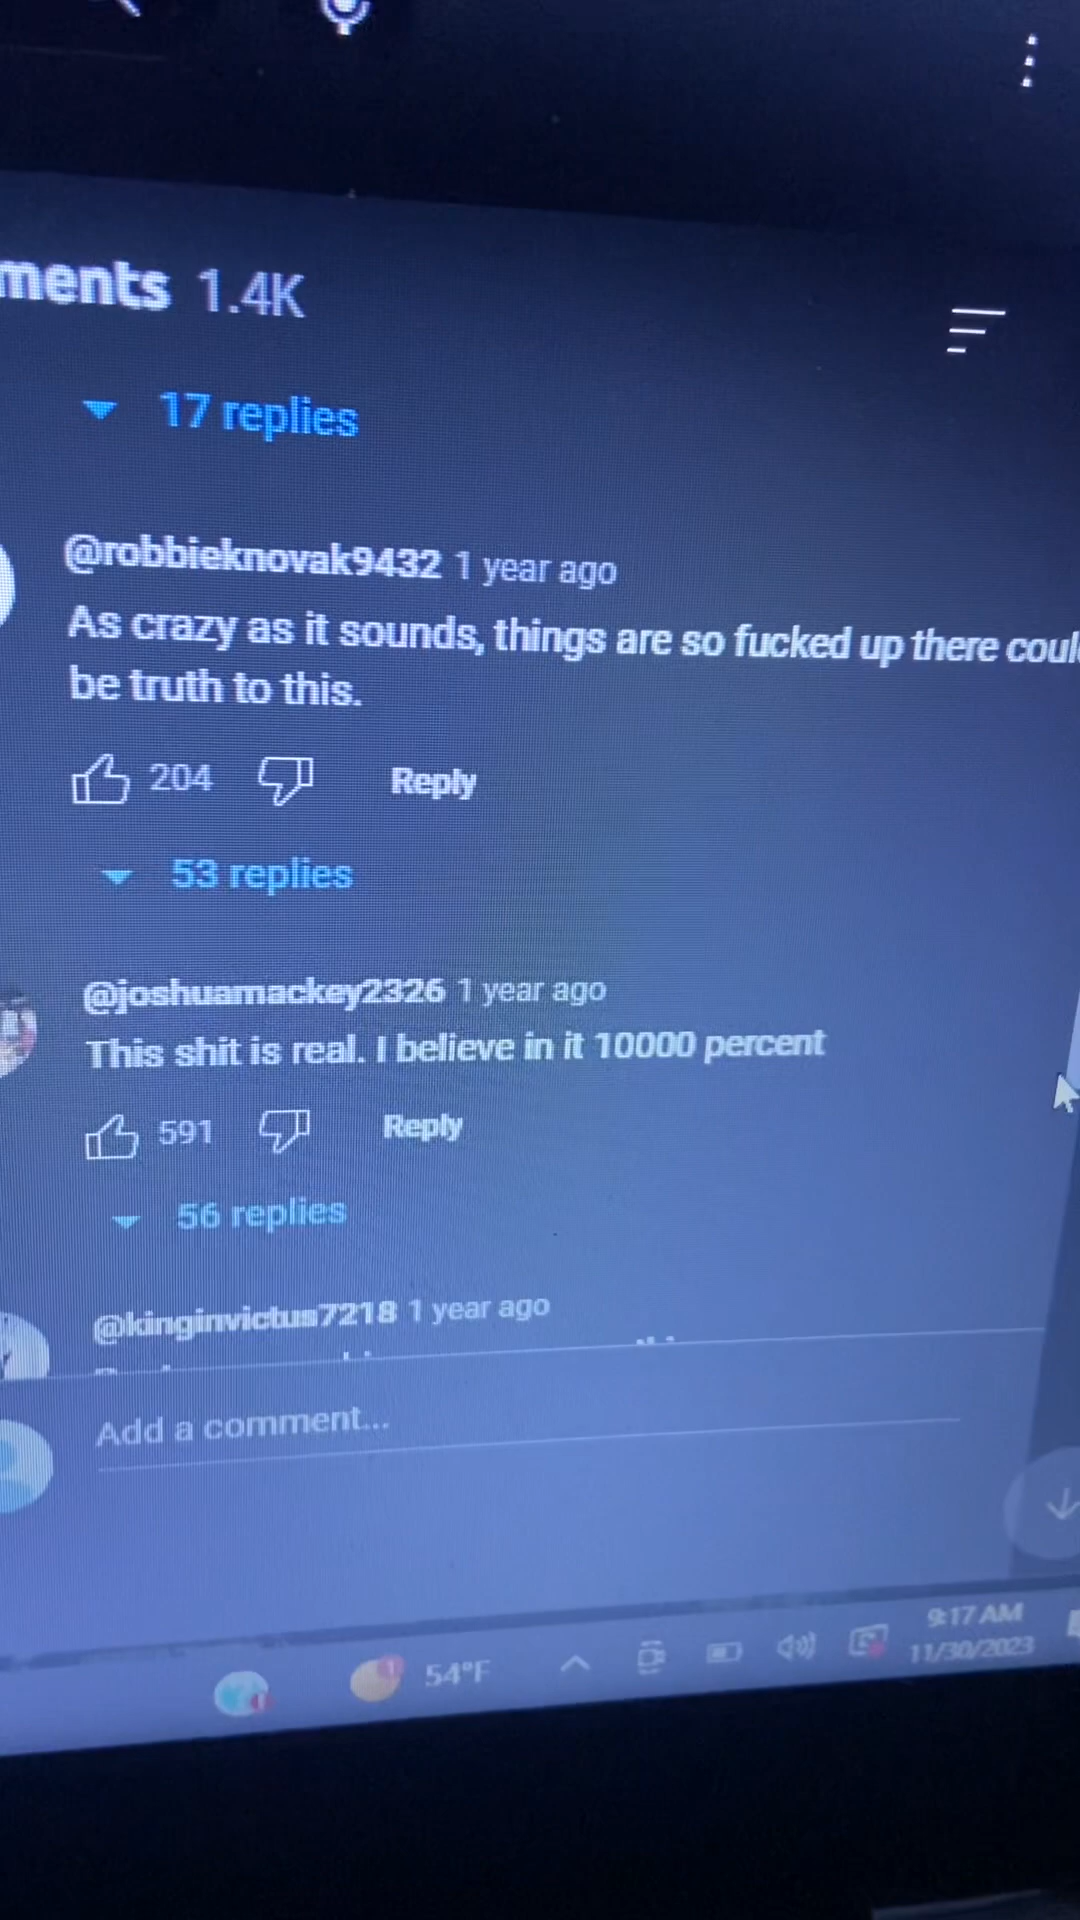 ments 1.4K
17 replies
@robbieknovak9432 1 year ago
As crazy as it sounds, things are so fucked up there coul
be truth to this.
204 Reply
53 replies
@joshuamackey2326 1 year ago
This shit is real. I believe in it 10000 percent
591 Reply
56 replies
@kinginvictus7218 1 year ago
Add a comment...
9:17 AM
54°F 11/30/2023